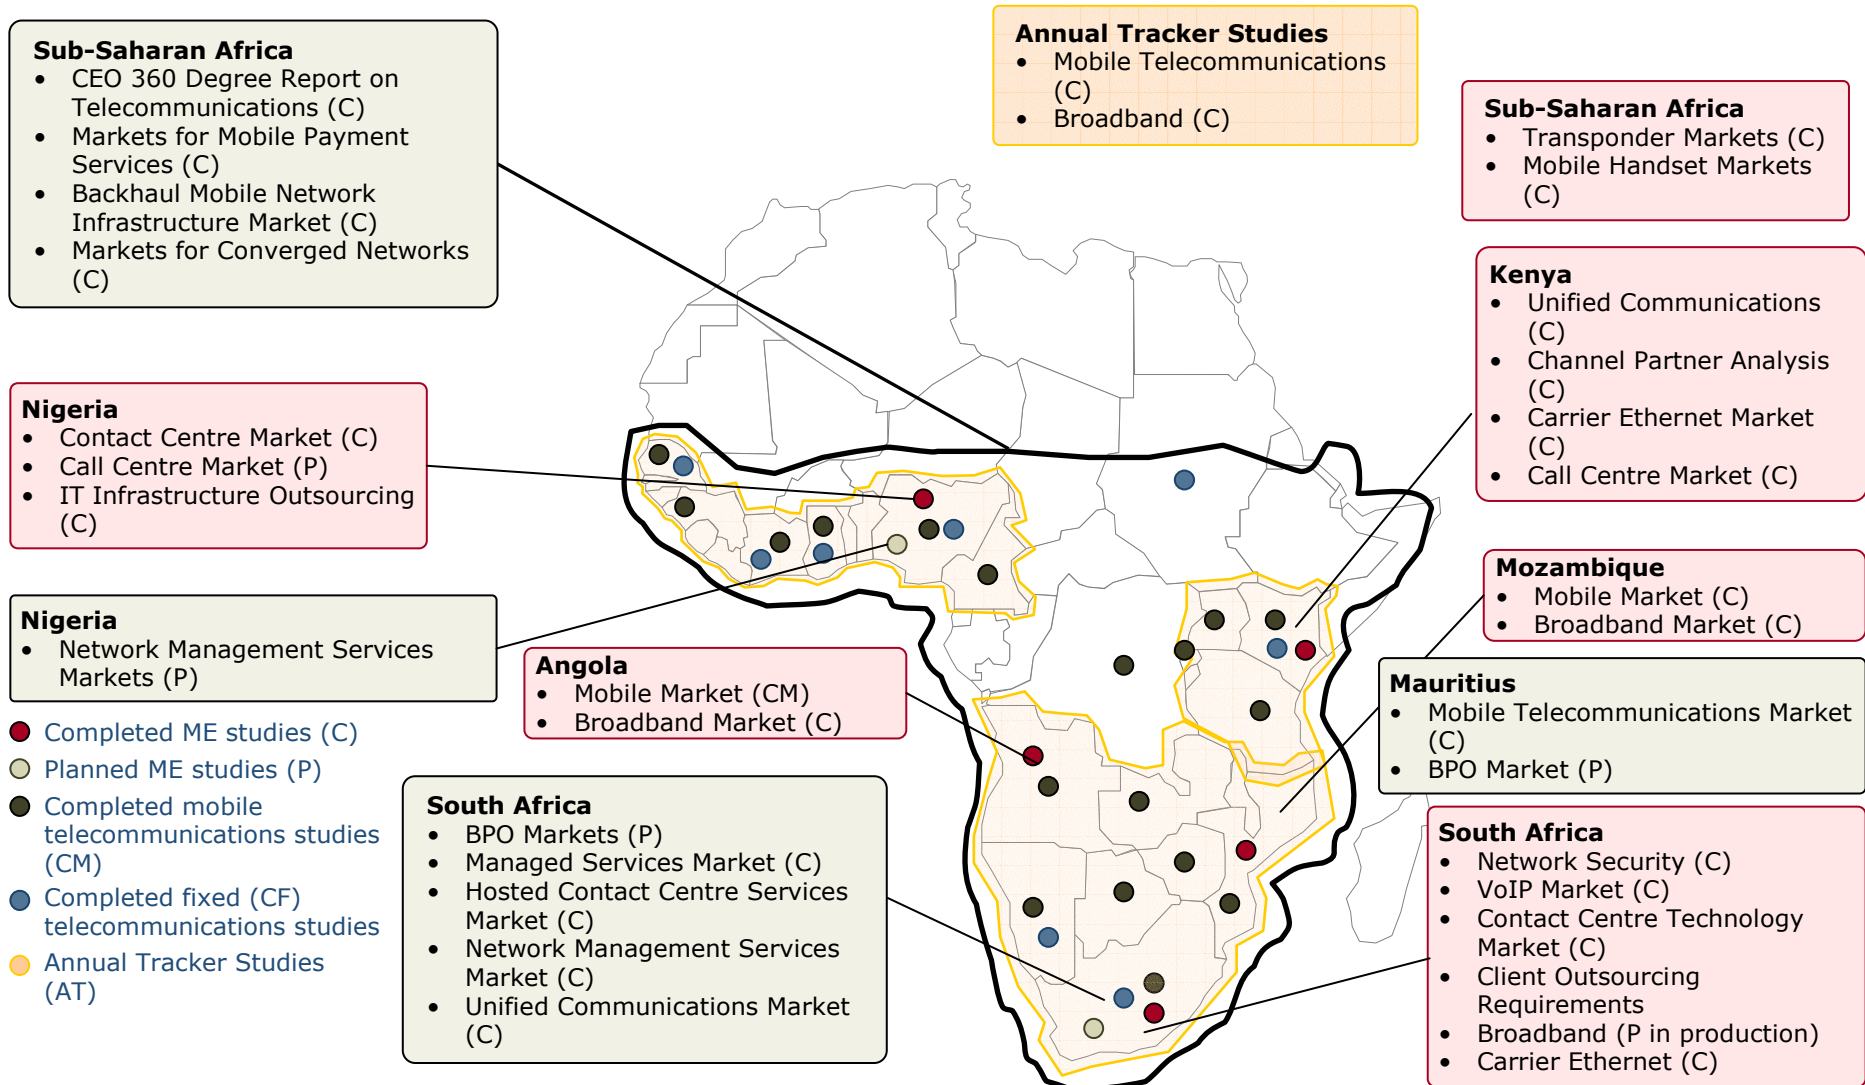 Sub-Saharan Africa
• CEO 360 Degree Report on
Telecommunications (C)
• Markets for Mobile Payment
Services (C)
• Backhaul Mobile Network
Infrastructure Market (C)
• Markets for Converged Networks
(C)
Annual Tracker Studies
• Mobile Telecommunications
(C)
• Broadband (C)
Sub-Saharan Africa
• Transponder Markets (C)
• Mobile Handset Markets
(C)
Kenya
• Unified Communications
(C)
• Channel Partner Analysis
(C)
• Carrier Ethernet Market
(C)
• Call Centre Market (C)
Nigeria
• Contact Centre Market (C)
• Call Centre Market (P)
• IT Infrastructure Outsourcing
(C)
Mozambique
• Mobile Market (C)
• Broadband Market (C)
Nigeria
• Network Management Services
Markets (P)
Angola
• Mobile Market (CM)
• Broadband Market (C)
Mauritius
• Mobile Telecommunications Market
(C)
• BPO Market (P)
Completed ME studies (C)
Planned ME studies (P)
Completed mobile
telecommunications studies
(CM)
Completed fixed (CF)
telecommunications studies
Annual Tracker Studies
(AT)
South Africa
• BPO Markets (P)
• Managed Services Market (C)
• Hosted Contact Centre Services
Market (C)
• Network Management Services
Market (C)
• Unified Communications Market
(C)
South Africa
• Network Security (C)
• VoIP Market (C)
• Contact Centre Technology
Market (C)
• Client Outsourcing
Requirements
• Broadband (P in production)
• Carrier Ethernet (C)